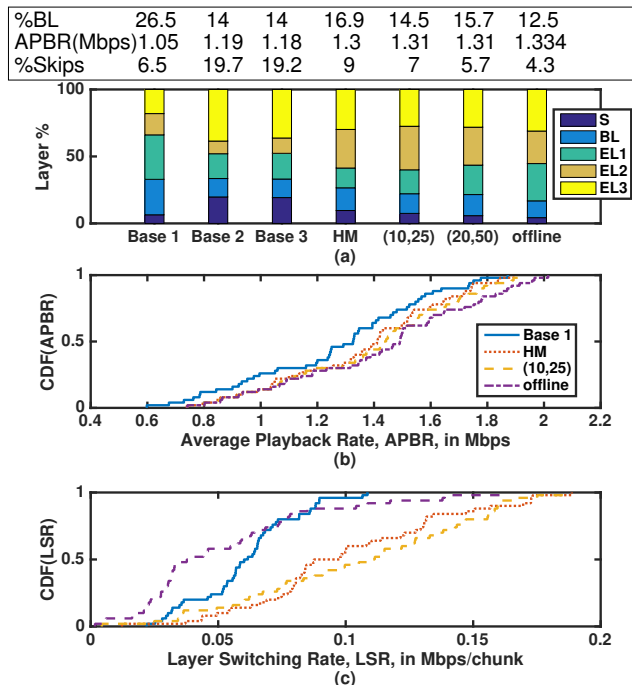 %BL 26.5 14 14 16.9 14.5 15.7 12.5
APBR(Mbps) 1.05 1.19 1.18 1.3 1.31 1.31 1.334
%Skips 6.5 19.7 19.2 9 7 5.7 4.3
100
50
0
Layer %
S
BL
EL1
EL2
EL3
Base 1 Base 2 Base 3 HM (10,25) (20,50) offline
(a)
1
0.5
0
CDF(APBR)
Base 1
HM
(10,25)
offline
0.4 0.6 0.8 1 1.2 1.4 1.6 1.8 2 2.2
Average Playback Rate, APBR, in Mbps
(b)
1
0.5
0
CDF(LSR)
0 0.05 0.1 0.15 0.2
Layer Switching Rate, LSR, in Mbps/chunk
(c)